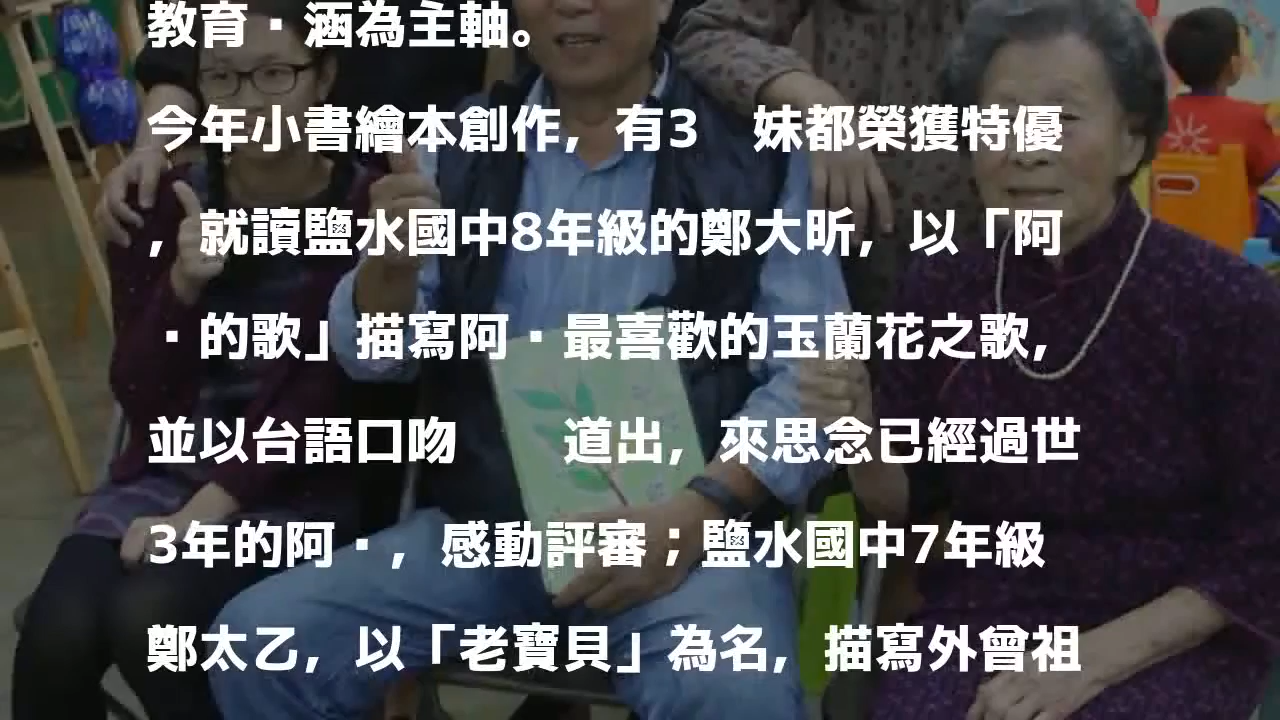 教育·涵為主軸。
今年小書繪本創作，有3　妹都榮獲特優
，就讀鹽水國中8年級的鄭大昕，以「阿
·的歌」描寫阿·最喜歡的玉蘭花之歌，
並以台語口吻　　道出，來思念已經過世
3年的阿·，感動評審；鹽水國中7年級
鄭太乙，以「老寶貝」為名，描寫外曾祖